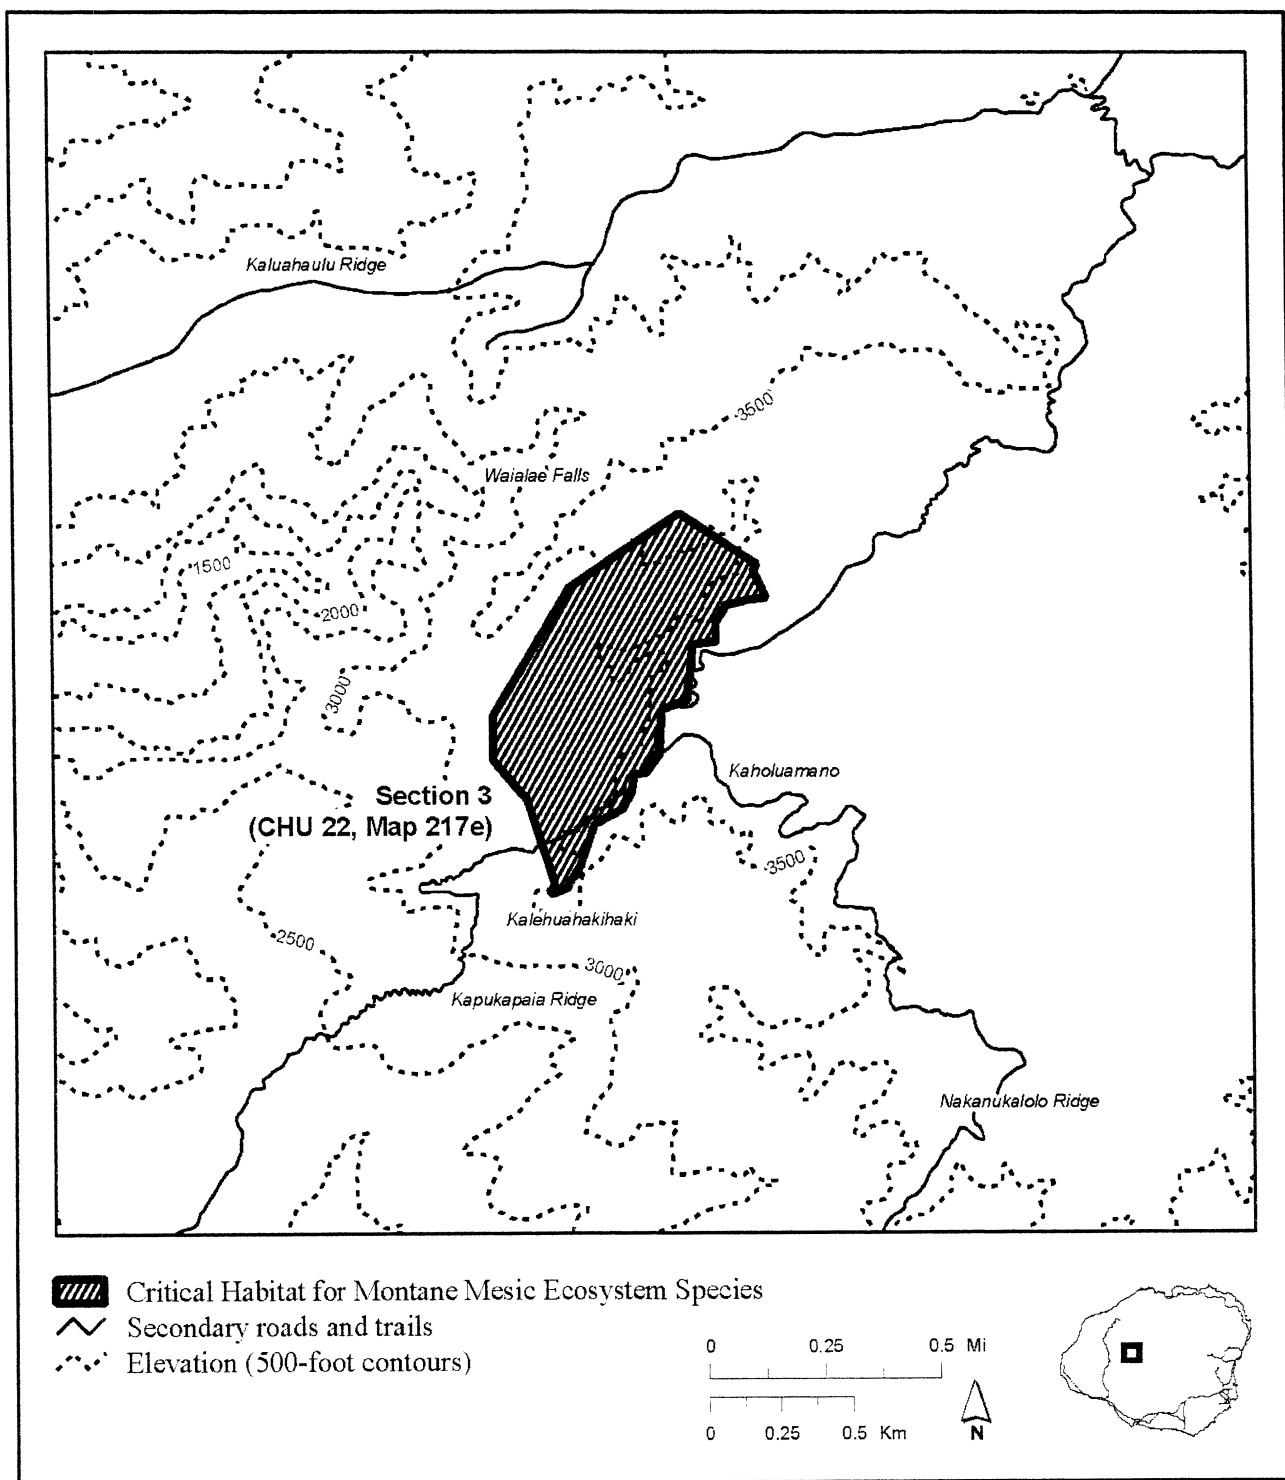 Kaluahaulu Ridge
3500
Waialae Falls
1500
2000
3000
Kaholuamano
Section 3
(CHU 22, Map 217e)
3500
Kalehuahakihaki
2500
3000
Kapukapaia Ridge
Nakanukalolo Ridge
Critical Habitat for Montane Mesic Ecosystem Species
Secondary roads and trails
Elevation (500-foot contours)
0 0.25 0.5 Mi
0 0.25 0.5 Km
N